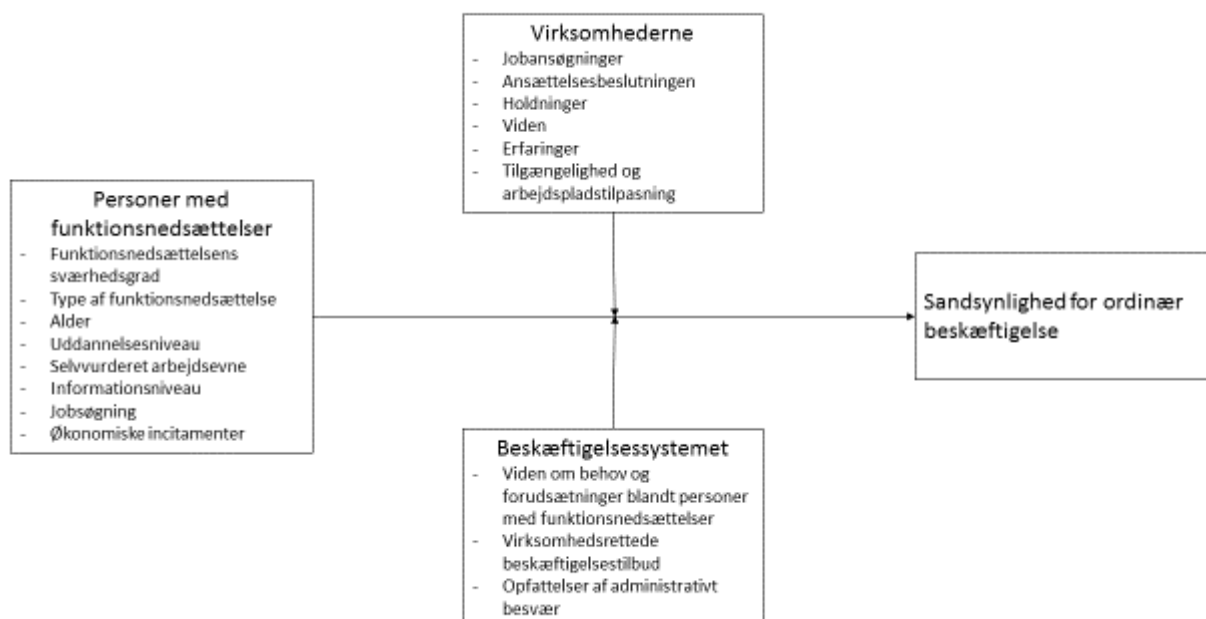 Virksomhederne
- Jobansøgninger
- Ansættelsesbeslutningen
- Holdninger
- Viden
- Erfaringer
- Tilgængelighed og
arbejdspladstilpasning
Personer med
funktionsnedsættelser
- Funktionsnedsættelsens
sværhedsgrad
- Type af funktionsnedsættelse
- Alder
- Uddannelsesniveau
- Selvvurderet arbejdsevne
- Informationsniveau
- Jobsøgning
- Økonomiske incitamenter
Sandsynlighed for ordinær
beskæftigelse
Beskæftigelsessystemet
- Viden om behov og
forudsætninger blandt personer
med funktionsnedsættelser
- Virksomhedsrettede
beskæftigelsestilbud
- Opfattelser af administrativt
besvær